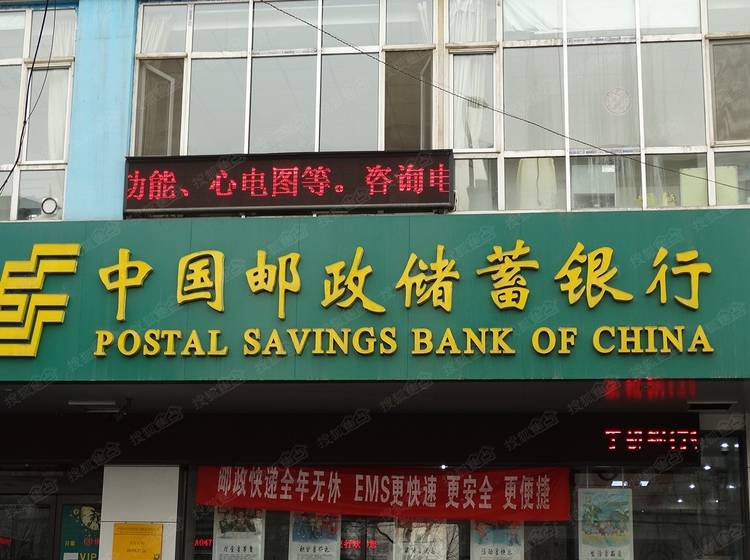 功能、心电图等。咨询电
中国邮政储蓄银行
POSTAL SAVINGS BANK OF CHINA
邮政快递全年无休 EMS更快速 更安全 更便捷
VIP